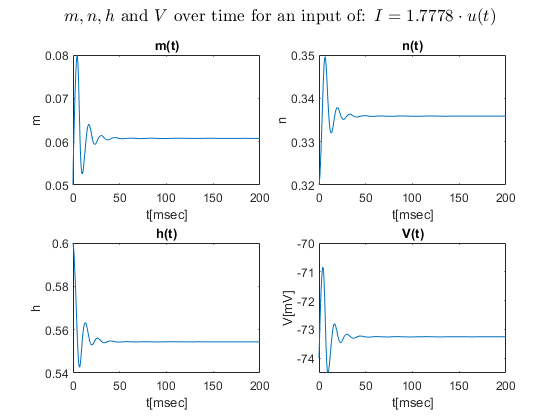 m, n, h and V over time for an input of: I = 1.7778 · u(t)
m(t)
n(t)
0.08
0.07
0.06
0.05
m
0 50 100 150 200
t[msec]
0.35
0.34
0.33
0.32
n
0 50 100 150 200
t[msec]
h(t)
V(t)
0.6
0.58
0.56
0.54
h
0 50 100 150 200
t[msec]
-70
-71
-72
-73
-74
V[mV]
0 50 100 150 200
t[msec]